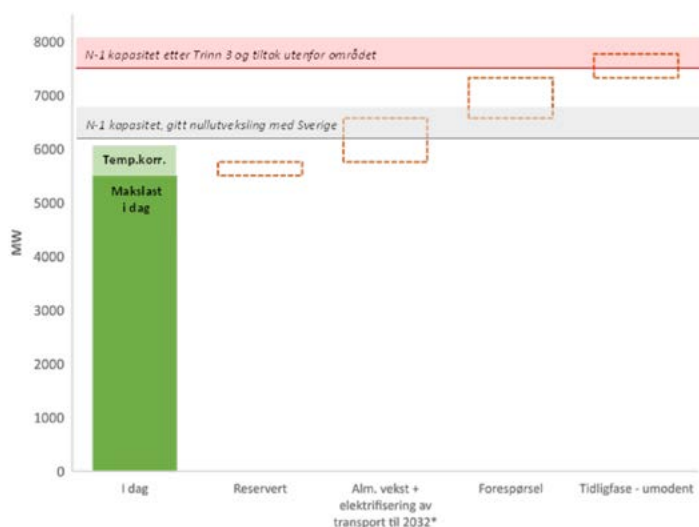 8000
N-1 kapasitet etter Trinn 3 og tiltak utenfor området
7000
N-1 kapasitet, gitt nullutveksling med Sverige
6000
Temp.korr.
Makslast
i dag
5000
MW
4000
3000
2000
1000
0
I dag
Reservert
Alm. vekst +
elektrifisering av
transport til 2032*
Forespørsel
Tidligfase - umodent